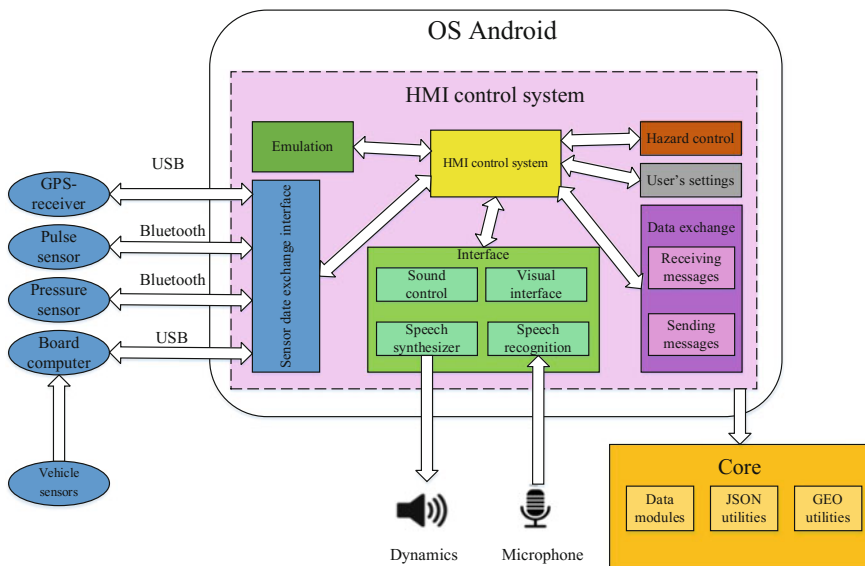 OS Android
HMI control system
Emulation
HMI control system
Hazard control
User's settings
USB
GPS-
receiver
Bluetooth
Pulse
sensor
Bluetooth
Pressure
sensor
USB
Board
computer
Vehicle
sensors
Sensor date exchange interface
Interface
Sound
control
Visual
interface
Speech
synthesizer
Speech
recognition
Data exchange
Receiving
messages
Sending
messages
Dynamics
Microphone
Core
Data
modules
JSON
utilities
GEO
utilities